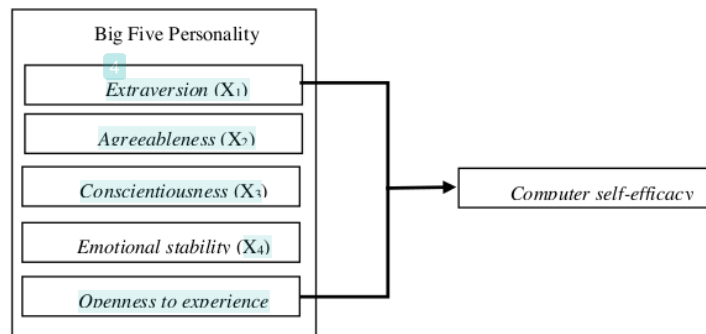 Big Five Personality
4
Extraversion (X₁)
Agreeableness (X₂)
Conscientiousness (X₃)
Emotional stability (X₄)
Openness to experience
Computer self-efficacy